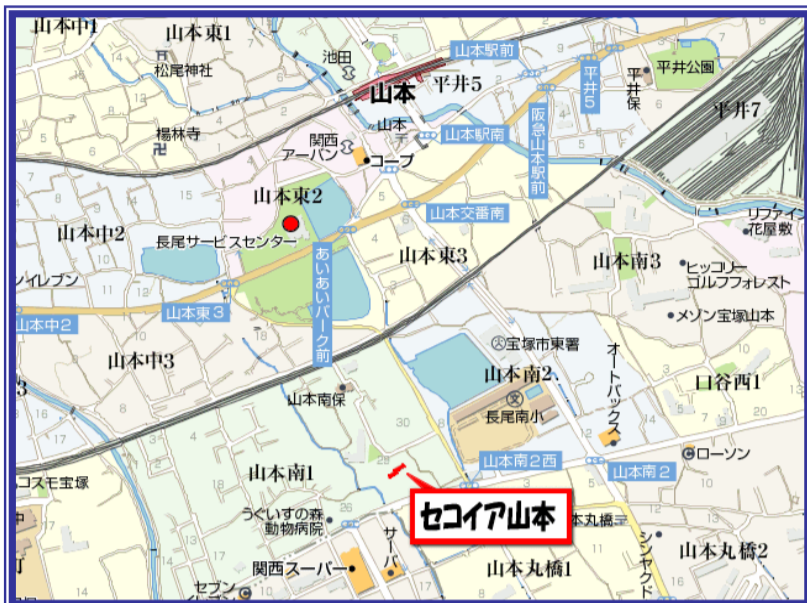 山本中1
山本東1
松尾神社
池田
山本駅前
山本
平井5
平井5
平井保
平井公園
平井7
楊林寺
関西
アーバン
山本〒
山本駅南
コープ
阪急山本駅前
山本東2
長尾サービスセンター
山本中2
山本交番南
あいあいパーク前
山本東3
山本東3
山本中2
山本南3
リファイン
花屋敷
ヒッコリー
ゴルフフォレスト
メゾン宝塚山本
山本中3
宝塚市東署
山本南2
文
長尾南小
オートバックス
口谷西1
山本南保
30
29
山本南2西
山本南2
ローソン
コスモ宝塚
山本南1
うぐいすの森
動物病院
26
セコイア山本
本丸橋〒
関西スーパー
サーバ
山本丸橋1
シンヤクド
山本丸橋2
セブン